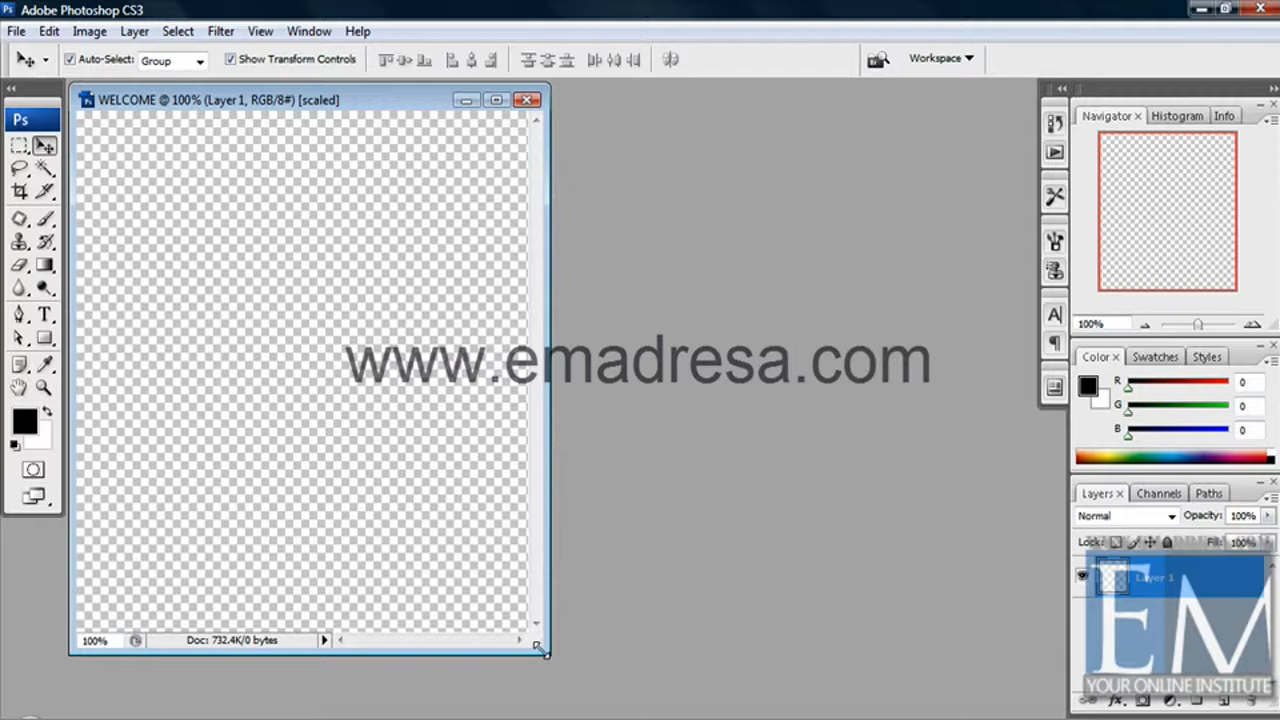 Adobe Photoshop CS3
File Edit Image Layer Select Filter View Window Help
Auto-Select: Group Show Transform Controls Workspace
WELCOME @ 100% (Layer 1, RGB/8#) [scaled]
Ps
Navigator Histogram Info
100%
Color Swatches Styles
R 0
G 0
B 0
www.emadresa.com
Layers Channels Paths
Normal Opacity: 100%
Lock: Fill: 100%
Layer 1
EM
YOUR ONLINE INSTITUTE
100% Doc: 732.4K/0 bytes